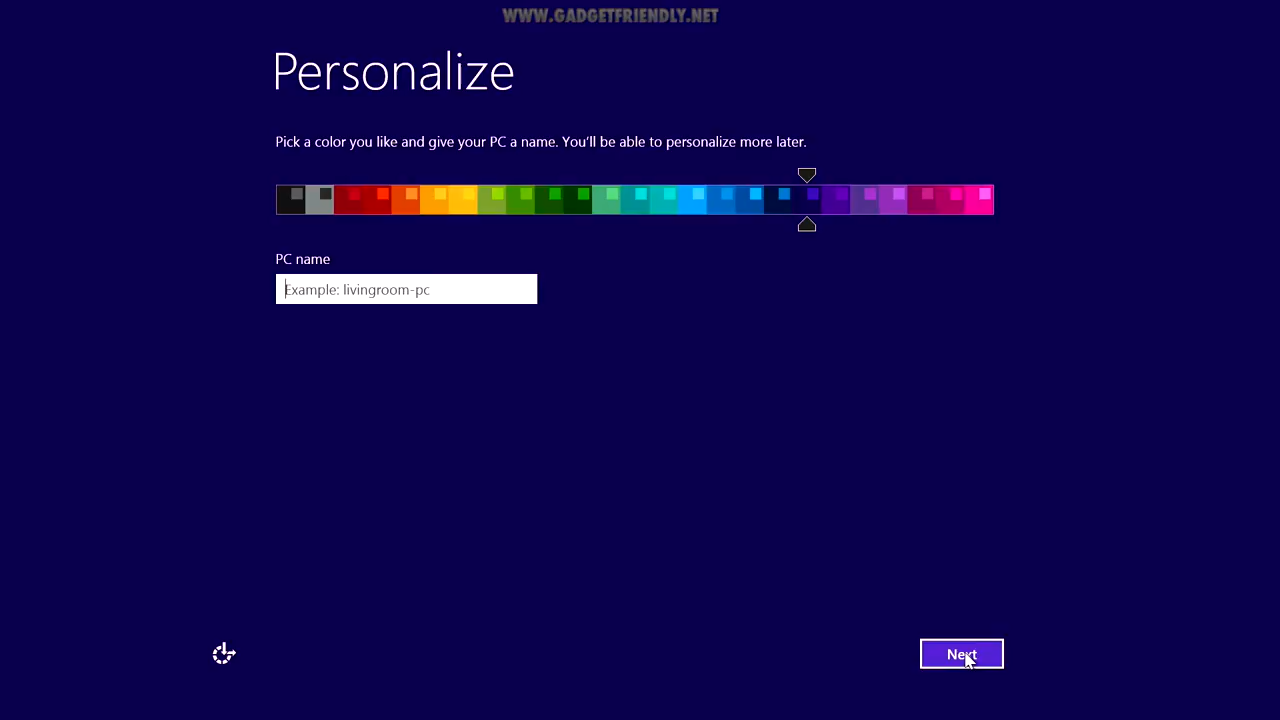 WWW.GADGETFRIENDLY.NET
Personalize
Pick a color you like and give your PC a name. You'll be able to personalize more later.
PC name
Example: livingroom-pc
Next